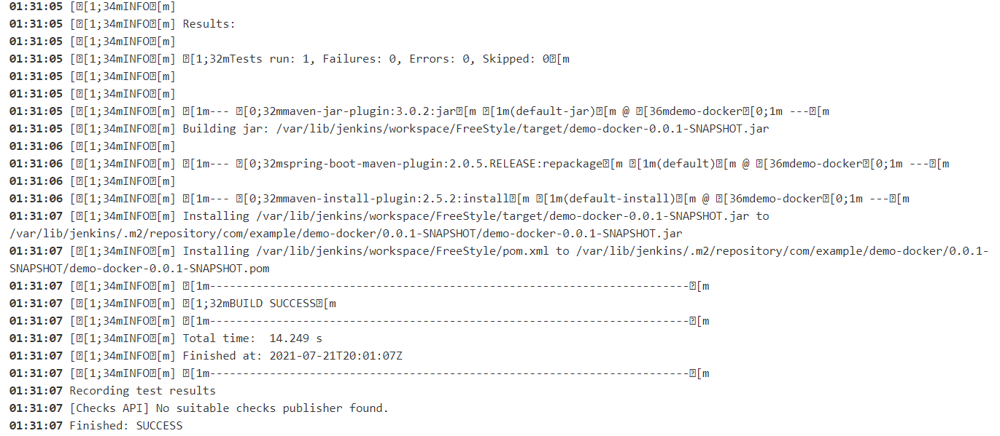 01:31:05 [␛[1;34mINFO␛[m]
01:31:05 [␛[1;34mINFO␛[m] Results:
01:31:05 [␛[1;34mINFO␛[m]
01:31:05 [␛[1;34mINFO␛[m] ␛[1;32mTests run: 1, Failures: 0, Errors: 0, Skipped: 0␛[m
01:31:05 [␛[1;34mINFO␛[m]
01:31:05 [␛[1;34mINFO␛[m]
01:31:05 [␛[1;34mINFO␛[m] ␛[1m--- ␛[0;32mmaven-jar-plugin:3.0.2:jar␛[m ␛[1m(default-jar)␛[m @ ␛[36mdemo-docker␛[0;1m ---␛[m
01:31:05 [␛[1;34mINFO␛[m] Building jar: /var/lib/jenkins/workspace/FreeStyle/target/demo-docker-0.0.1-SNAPSHOT.jar
01:31:06 [␛[1;34mINFO␛[m]
01:31:06 [␛[1;34mINFO␛[m] ␛[1m--- ␛[0;32mspring-boot-maven-plugin:2.0.5.RELEASE:repackage␛[m ␛[1m(default)␛[m @ ␛[36mdemo-docker␛[0;1m ---␛[m
01:31:06 [␛[1;34mINFO␛[m]
01:31:06 [␛[1;34mINFO␛[m] ␛[1m--- ␛[0;32mmaven-install-plugin:2.5.2:install␛[m ␛[1m(default-install)␛[m @ ␛[36mdemo-docker␛[0;1m ---␛[m
01:31:07 [␛[1;34mINFO␛[m] Installing /var/lib/jenkins/workspace/FreeStyle/target/demo-docker-0.0.1-SNAPSHOT.jar to
/var/lib/jenkins/.m2/repository/com/example/demo-docker/0.0.1-SNAPSHOT/demo-docker-0.0.1-SNAPSHOT.jar
01:31:07 [␛[1;34mINFO␛[m] Installing /var/lib/jenkins/workspace/FreeStyle/pom.xml to /var/lib/jenkins/.m2/repository/com/example/demo-docker/0.0.1-
SNAPSHOT/demo-docker-0.0.1-SNAPSHOT.pom
01:31:07 [␛[1;34mINFO␛[m] ␛[1m------------------------------------------------------------------------␛[m
01:31:07 [␛[1;34mINFO␛[m] ␛[1;32mBUILD SUCCESS␛[m
01:31:07 [␛[1;34mINFO␛[m] ␛[1m------------------------------------------------------------------------␛[m
01:31:07 [␛[1;34mINFO␛[m] Total time:  14.249 s
01:31:07 [␛[1;34mINFO␛[m] Finished at: 2021-07-21T20:01:07Z
01:31:07 [␛[1;34mINFO␛[m] ␛[1m------------------------------------------------------------------------␛[m
01:31:07 Recording test results
01:31:07 [Checks API] No suitable checks publisher found.
01:31:07 Finished: SUCCESS